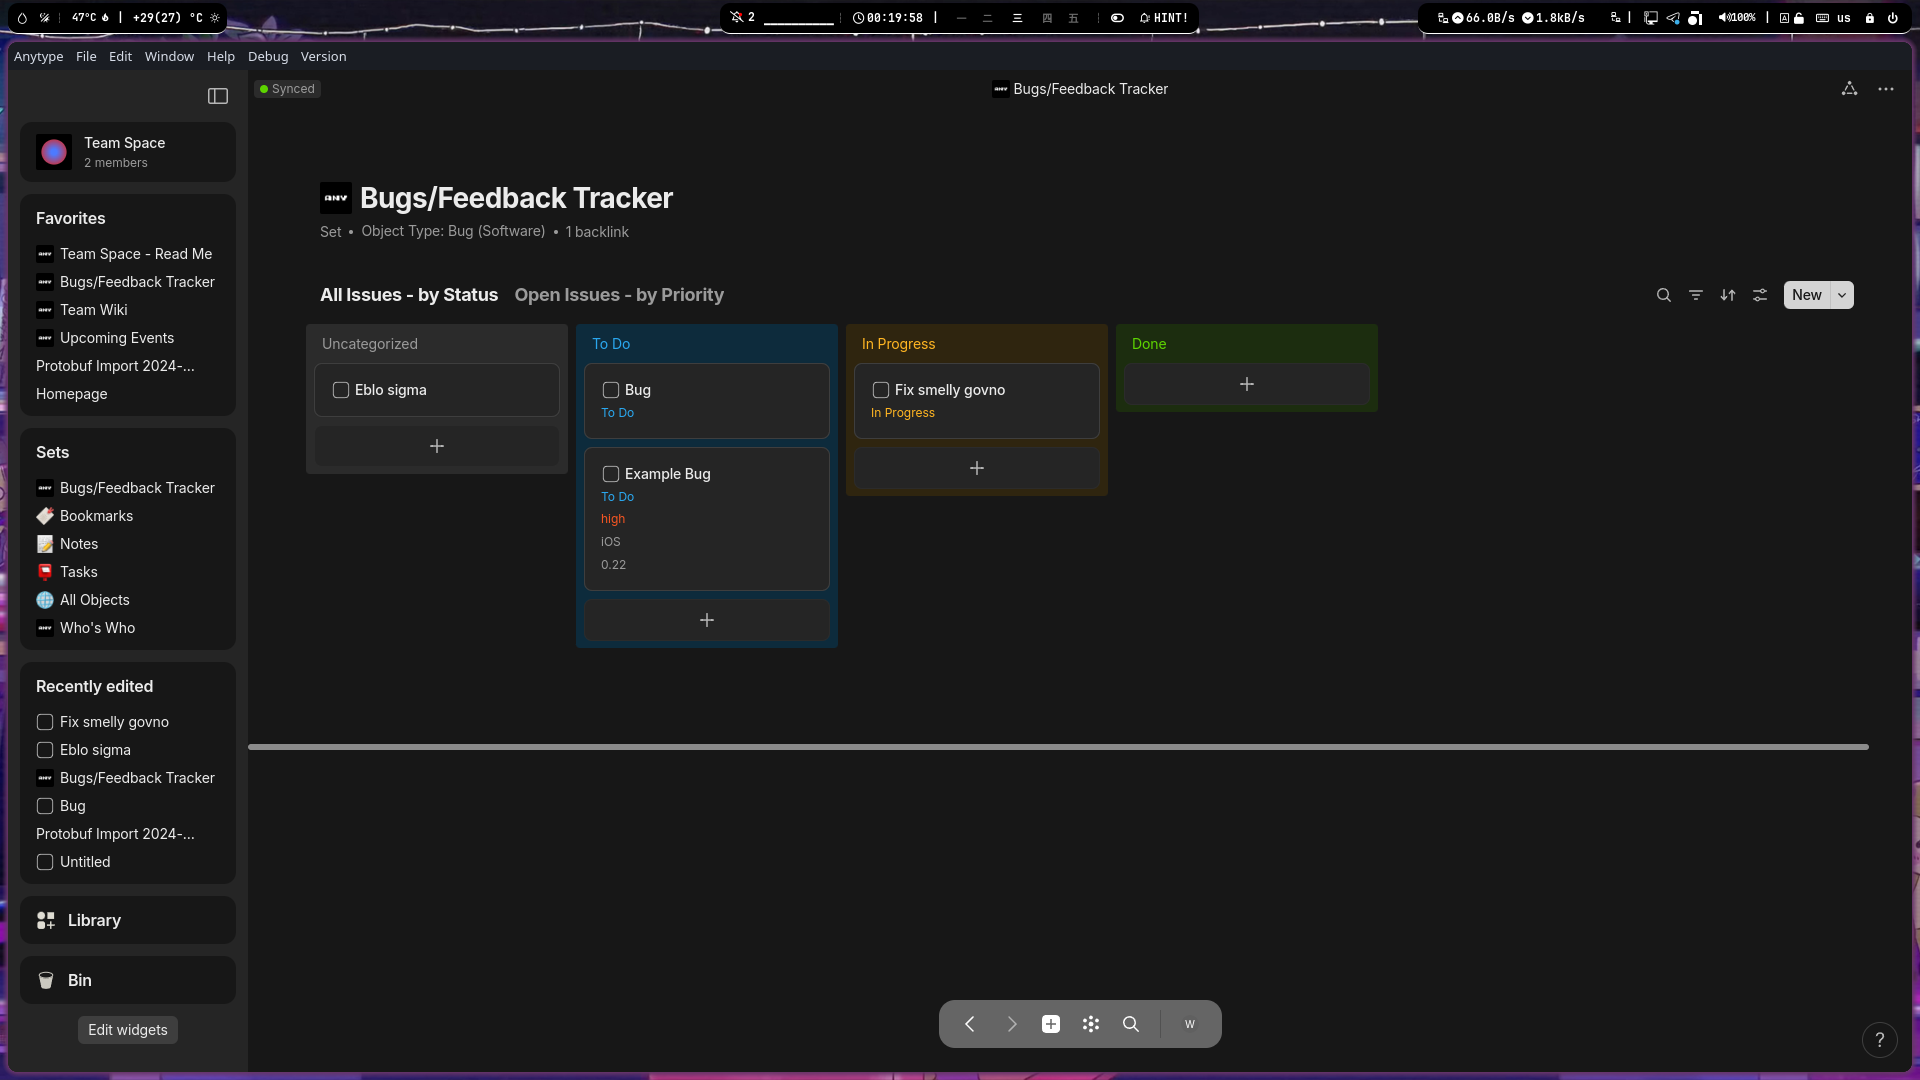 47°C | +29(27) °C
2
00:19:58 | 一 二 三 四 五 HINT!
66.0B/s 1.8kB/s | 100% | A us
Anytype File Edit Window Help Debug Version
Synced
Bugs/Feedback Tracker
Team Space
2 members
Favorites
Team Space - Read Me
Bugs/Feedback Tracker
Team Wiki
Upcoming Events
Protobuf Import 2024-...
Homepage
Sets
Bugs/Feedback Tracker
Bookmarks
Notes
Tasks
All Objects
Who's Who
Recently edited
Fix smelly govno
Eblo sigma
Bugs/Feedback Tracker
Bug
Protobuf Import 2024-...
Untitled
Library
Bin
Edit widgets
ANY Bugs/Feedback Tracker
Set • Object Type: Bug (Software) • 1 backlink
All Issues - by Status Open Issues - by Priority
New
Uncategorized
Eblo sigma
To Do
Bug
To Do
Example Bug
To Do
high
iOS
0.22
In Progress
Fix smelly govno
In Progress
Done
W
?